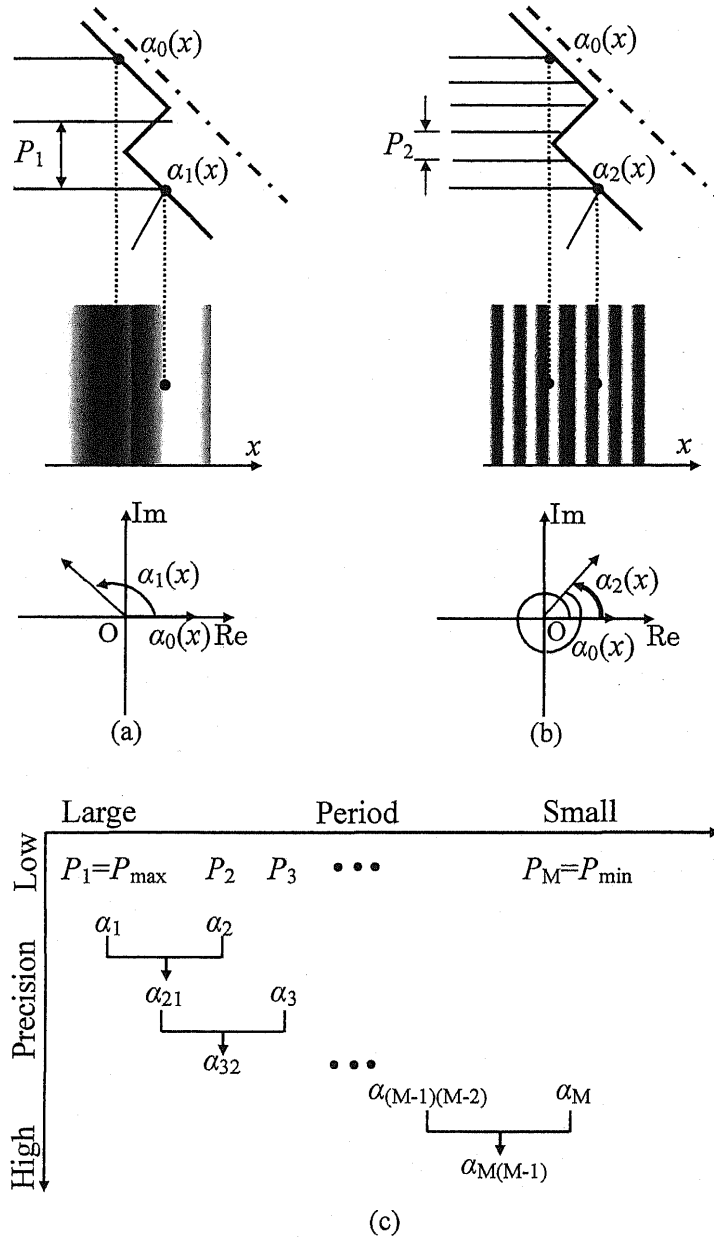 α₀(x)
P₁
α₁(x)
x
Im
α₁(x)
O
α₀(x) Re
(a)
α₀(x)
P₂
α₂(x)
x
Im
α₂(x)
O
Re
α₀(x)
(b)
Large Period Small
Low
Precision
High
P₁=Pmax P₂ P₃ ••• PM=Pmin
α₁ α₂
α₂₁ α₃
α₃₂ •••
α(M-1)(M-2) αM
αM(M-1)
(c)